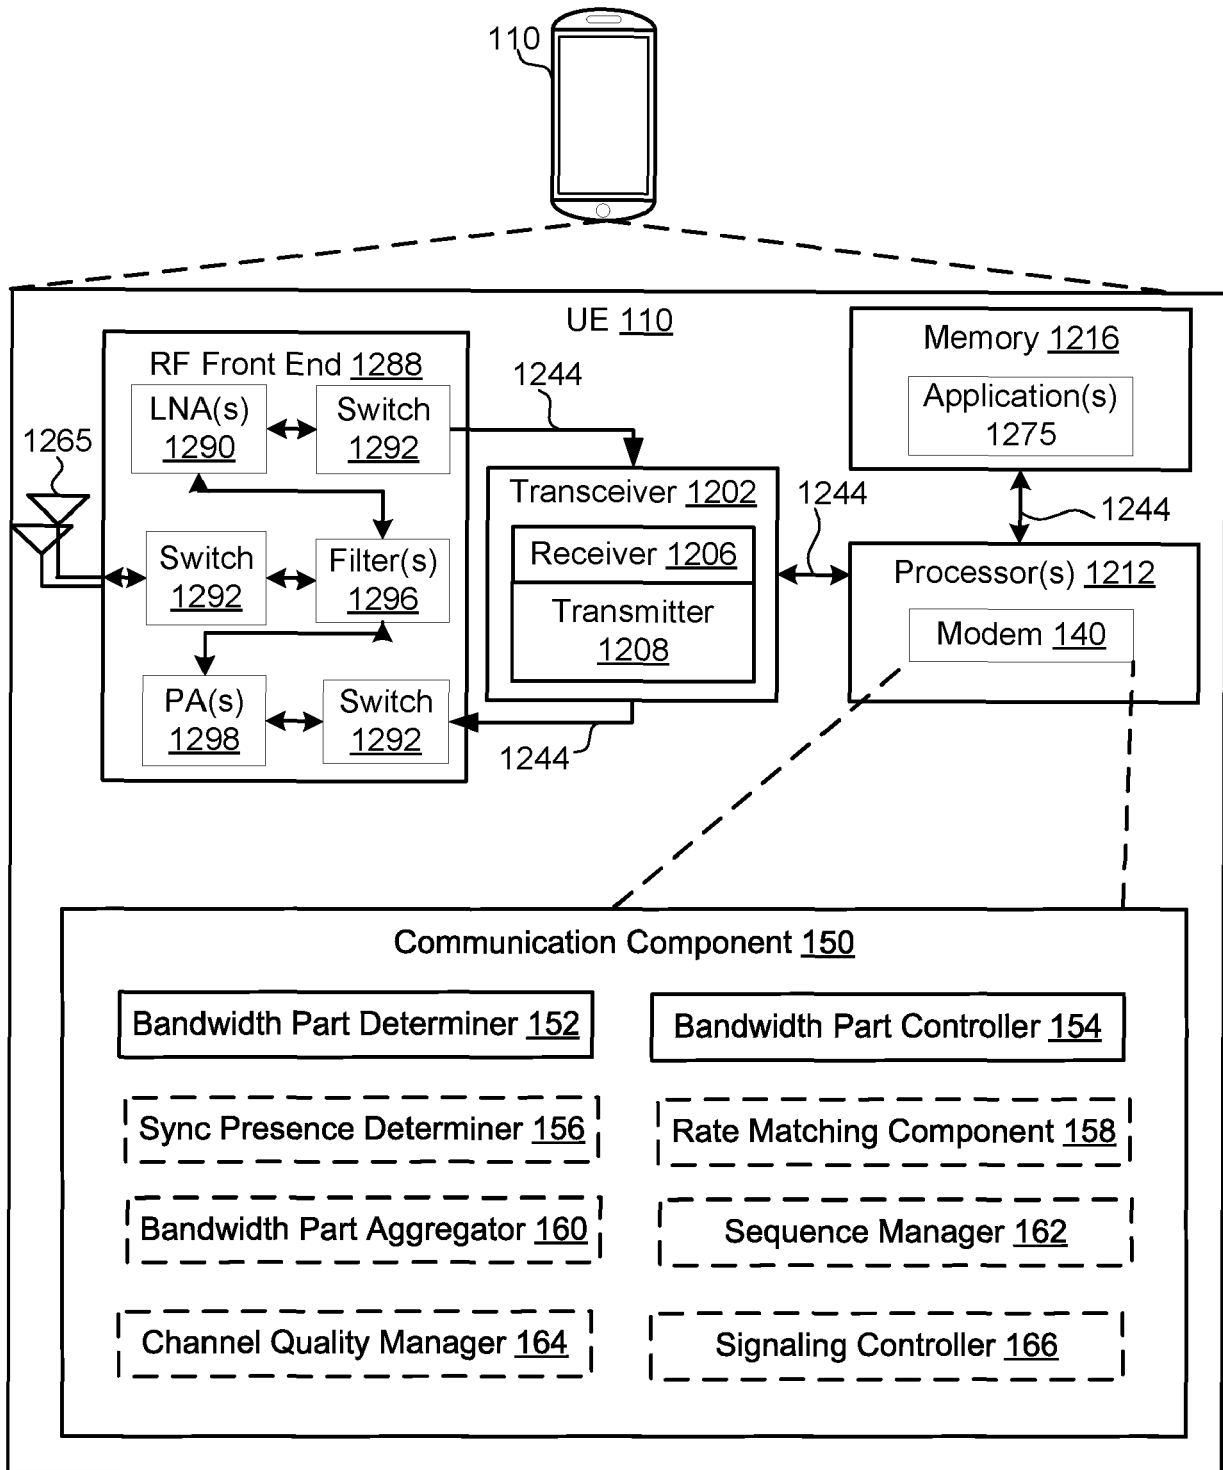 110
UE 110
RF Front End 1288
LNA(s)
1290
Switch
1292
1244
1265
Switch
1292
Filter(s)
1296
PA(s)
1298
Switch
1292
1244
Transceiver 1202
Receiver 1206
Transmitter
1208
1244
Memory 1216
Application(s)
1275
1244
Processor(s) 1212
Modem 140
Communication Component 150
Bandwidth Part Determiner 152
Bandwidth Part Controller 154
Sync Presence Determiner 156
Rate Matching Component 158
Bandwidth Part Aggregator 160
Sequence Manager 162
Channel Quality Manager 164
Signaling Controller 166